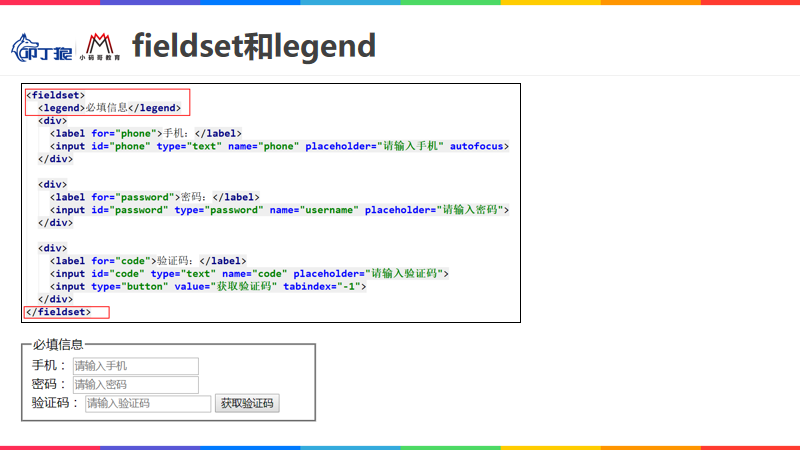 叩丁狼
小码哥教育
fieldset和legend
<fieldset>
<legend>必填信息</legend>
<div>
<label for="phone">手机：</label>
<input id="phone" type="text" name="phone" placeholder="请输入手机" autofocus>
</div>
<div>
<label for="password">密码：</label>
<input id="password" type="password" name="username" placeholder="请输入密码">
</div>
<div>
<label for="code">验证码：</label>
<input id="code" type="text" name="code" placeholder="请输入验证码">
<input type="button" value="获取验证码" tabindex="-1">
</div>
</fieldset>
必填信息
手机： 请输入手机
密码： 请输入密码
验证码： 请输入验证码 获取验证码